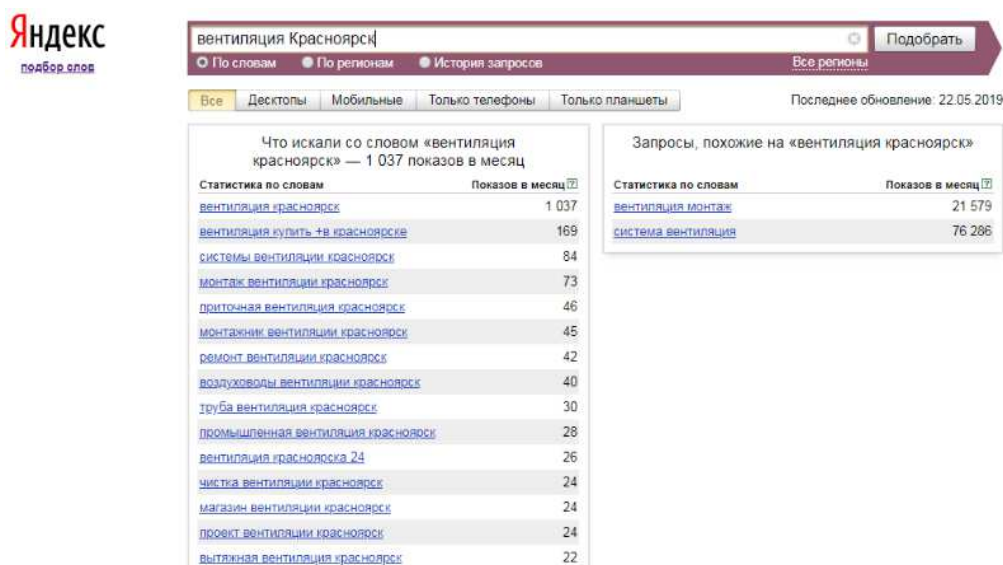 Яндекс
подбор слов
вентиляция Красноярск
Подобрать
По словам По регионам История запросов Все регионы
Все Десктопы Мобильные Только телефоны Только планшеты Последнее обновление: 22.05.2019
Что искали со словом «вентиляция
красноярск» — 1 037 показов в месяц
Статистика по словам Показов в месяц ?
вентиляция красноярск 1 037
вентиляция купить +в красноярске 169
системы вентиляции красноярск 84
монтаж вентиляции красноярск 73
приточная вентиляция красноярск 46
монтажник вентиляции красноярск 45
ремонт вентиляции красноярск 42
воздуховоды вентиляции красноярск 40
труба вентиляция красноярск 30
промышленная вентиляция красноярск 28
вентиляция красноярска 24 26
чистка вентиляции красноярск 24
магазин вентиляции красноярск 24
проект вентиляции красноярск 24
вытяжная вентиляция красноярск 22
Запросы, похожие на «вентиляция красноярск»
Статистика по словам Показов в месяц ?
вентиляция монтаж 21 579
система вентиляция 76 286